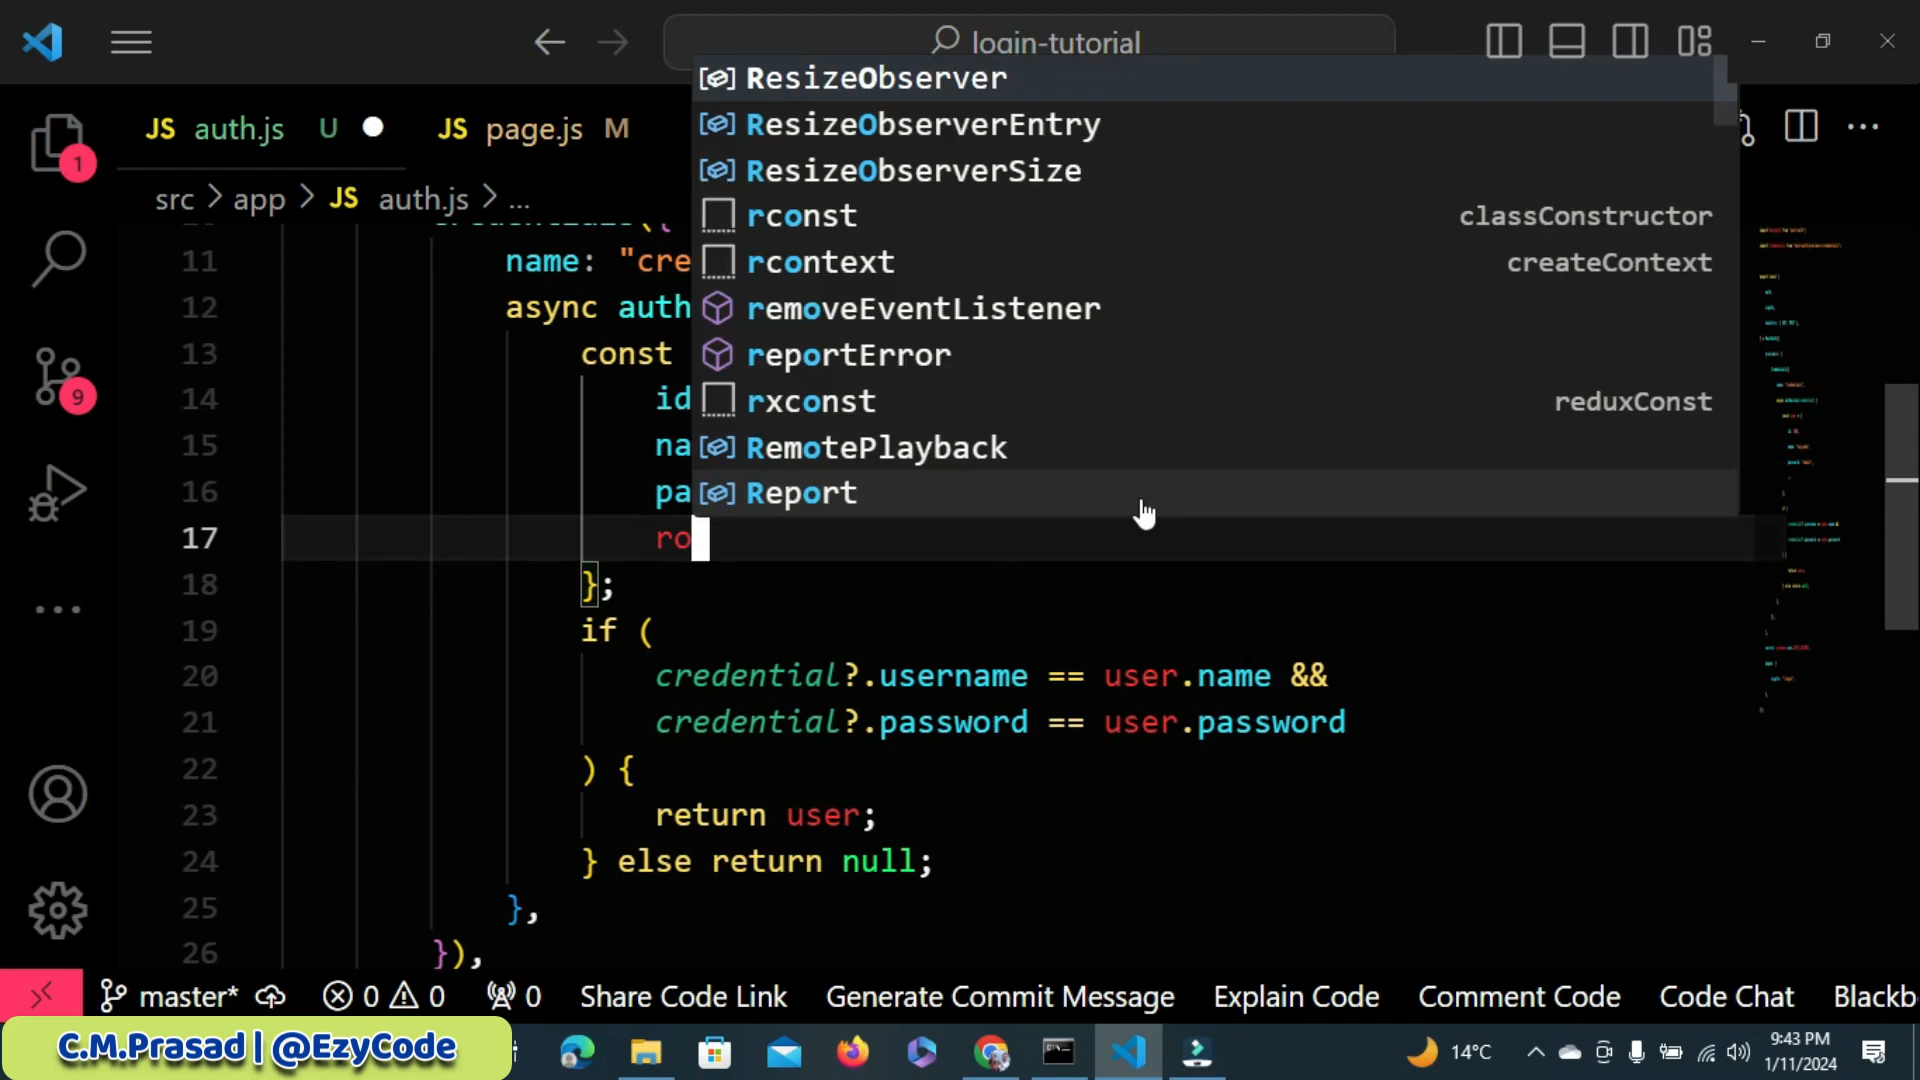 login-tutorial
JS auth.js U
JS page.js M
src > app > JS auth.js > ...
ResizeObserver
ResizeObserverEntry
ResizeObserverSize
rconst classConstructor
rcontext createContext
removeEventListener
reportError
rxconst reduxConst
RemotePlayback
Report
1
9
11 name: "cre
12 async auth
13 const
14 id
15 na
16 pa
17 ro
18 };
19 if (
20 credential?.username == user.name &&
21 credential?.password == user.password
22 ) {
23 return user;
24 } else return null;
25 },
26 }),
master* 0 0 0 Share Code Link Generate Commit Message Explain Code Comment Code Code Chat Blackb
C.M.Prasad | @EzyCode
14°C
9:43 PM
1/11/2024